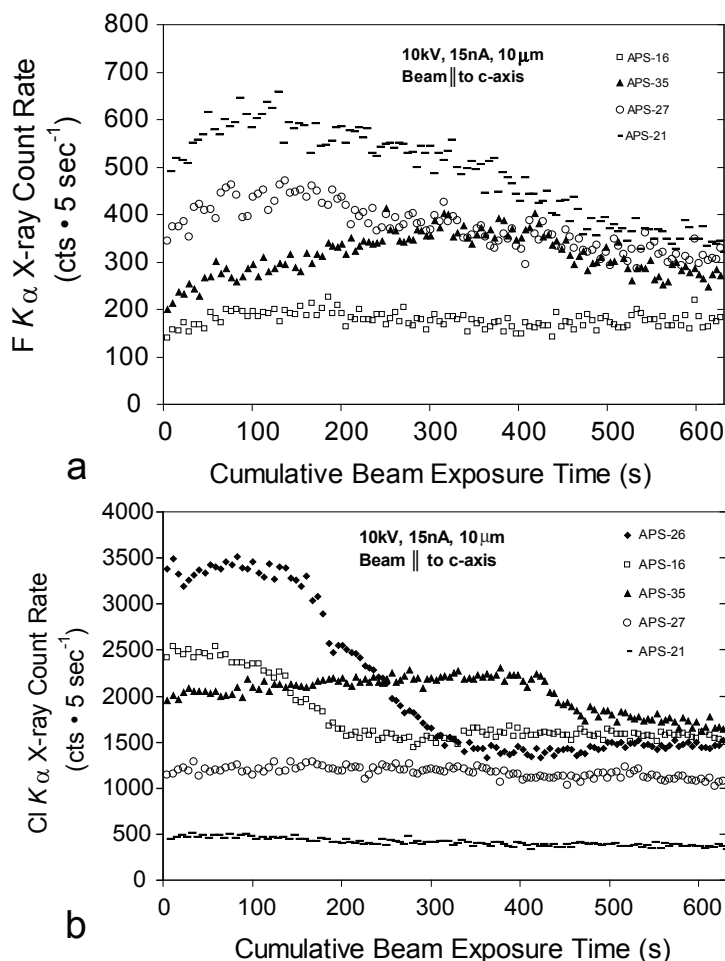 800
700
600
500
400
300
200
100
0
F Kα X-ray Count Rate
(cts • 5 sec⁻¹)
10kV, 15nA, 10μm
Beam ∥ to c-axis
APS-16
APS-35
APS-27
APS-21
0 100 200 300 400 500 600
Cumulative Beam Exposure Time (s)
a
4000
3500
3000
2500
2000
1500
1000
500
0
Cl Kα X-ray Count Rate
(cts • 5 sec⁻¹)
10kV, 15nA, 10μm
Beam ∥ to c-axis
APS-26
APS-16
APS-35
APS-27
APS-21
0 100 200 300 400 500 600
Cumulative Beam Exposure Time (s)
b